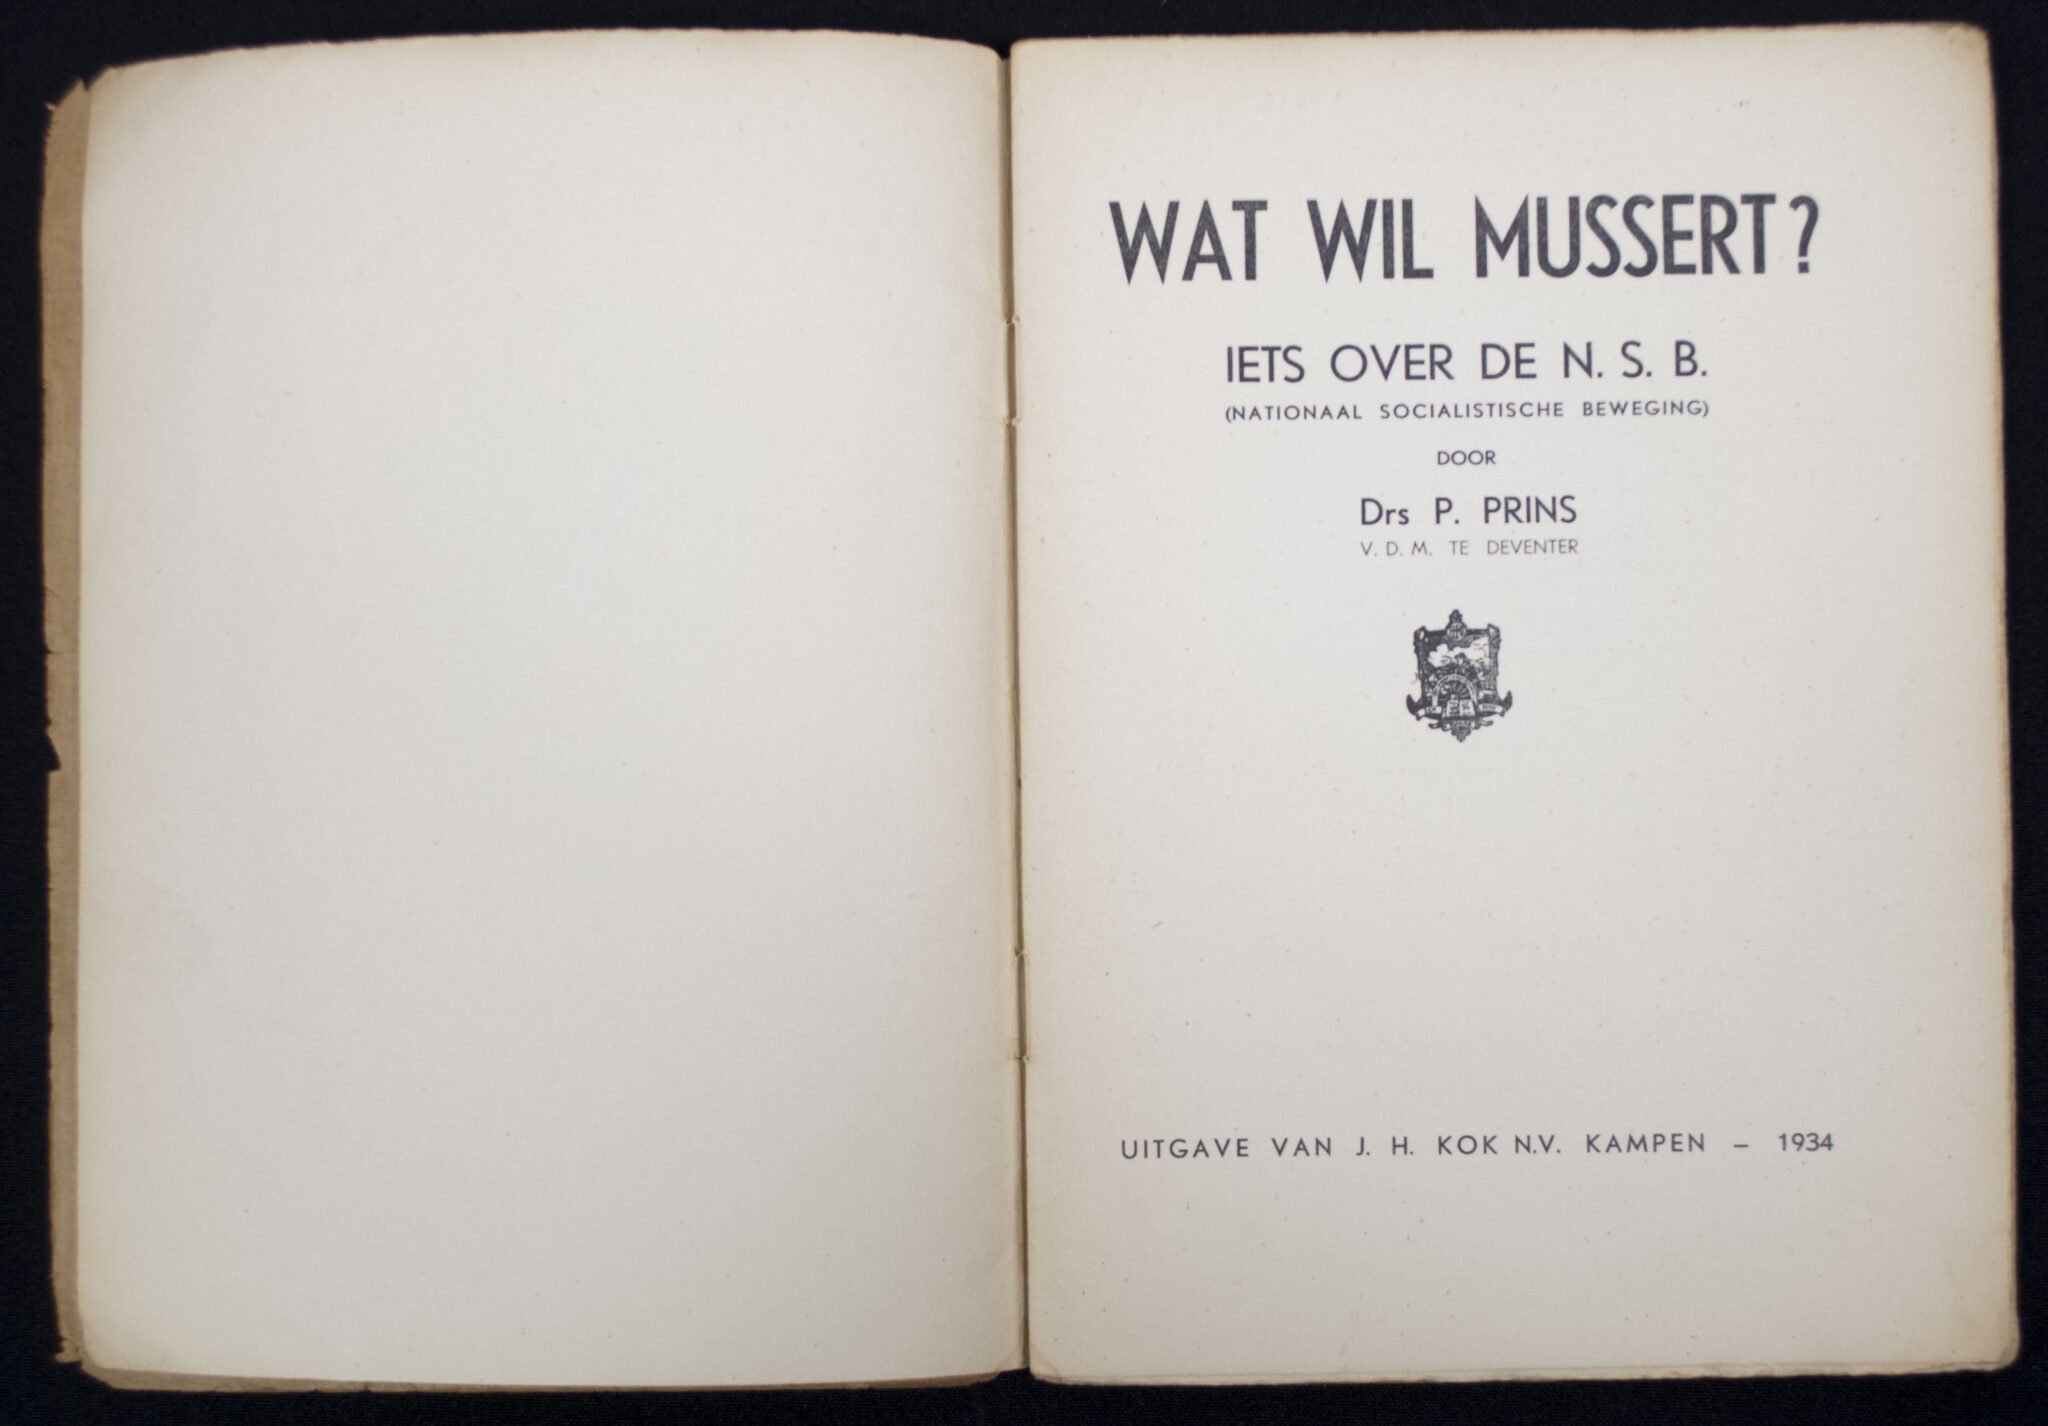 WAT WIL MUSSERT?
IETS OVER DE N. S. B.
(NATIONAAL SOCIALISTISCHE BEWEGING)
DOOR
Drs P. PRINS
V. D. M. TE DEVENTER
UITGAVE VAN J. H. KOK N.V. KAMPEN – 1934